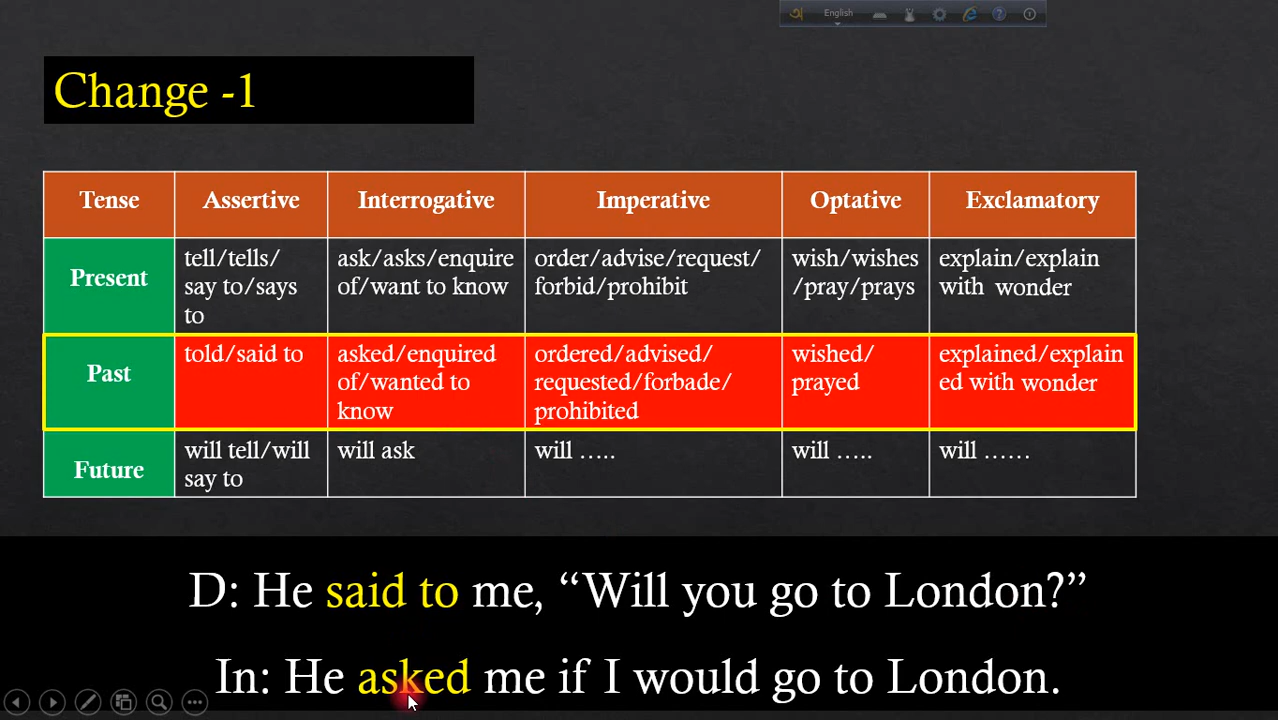 অ English
Change -1
Tense Assertive Interrogative Imperative Optative Exclamatory
Present
tell/tells/
say to/says
to
ask/asks/enquire
of/want to know
order/advise/request/
forbid/prohibit
wish/wishes
/pray/prays
explain/explain
with wonder
Past
told/said to
asked/enquired
of/wanted to
know
ordered/advised/
requested/forbade/
prohibited
wished/
prayed
explained/explain
ed with wonder
Future
will tell/will
say to
will ask
will …..
will …..
will ……
D: He said to me, “Will you go to London?”
In: He asked me if I would go to London.